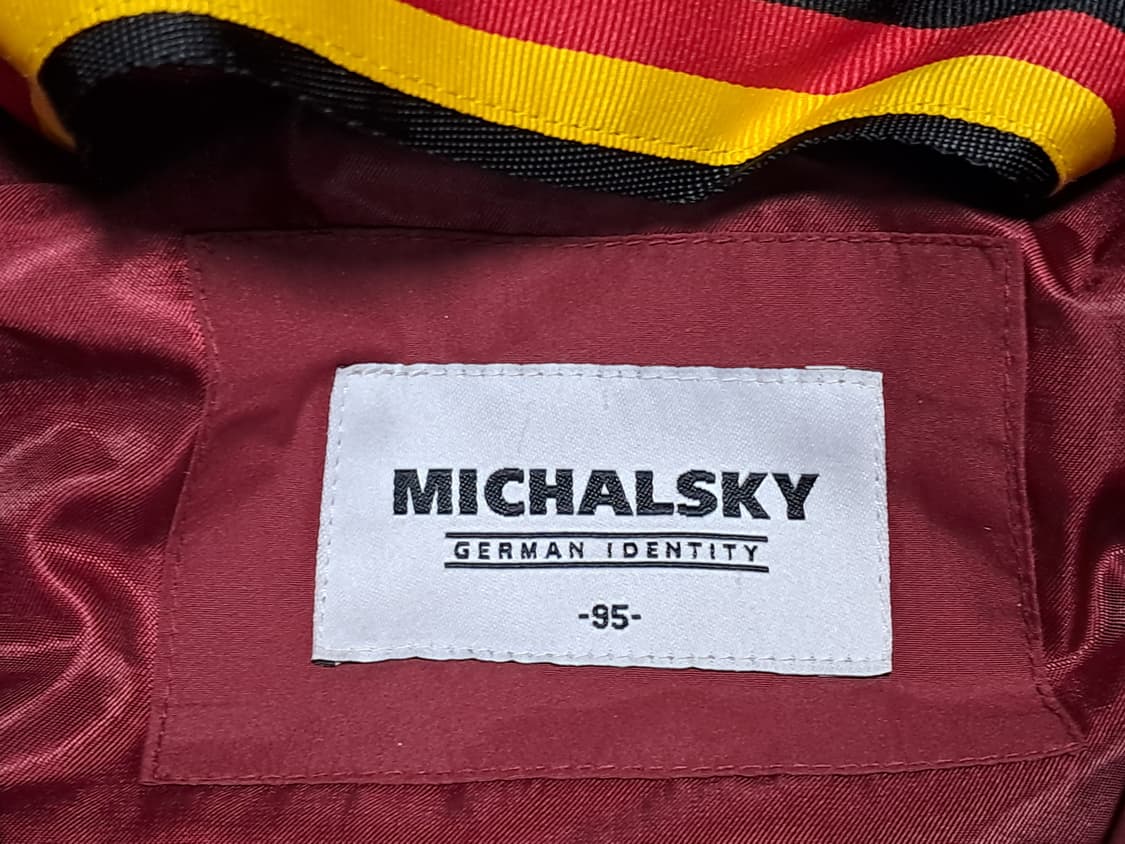 MICHALSKY
GERMAN IDENTITY
-95-